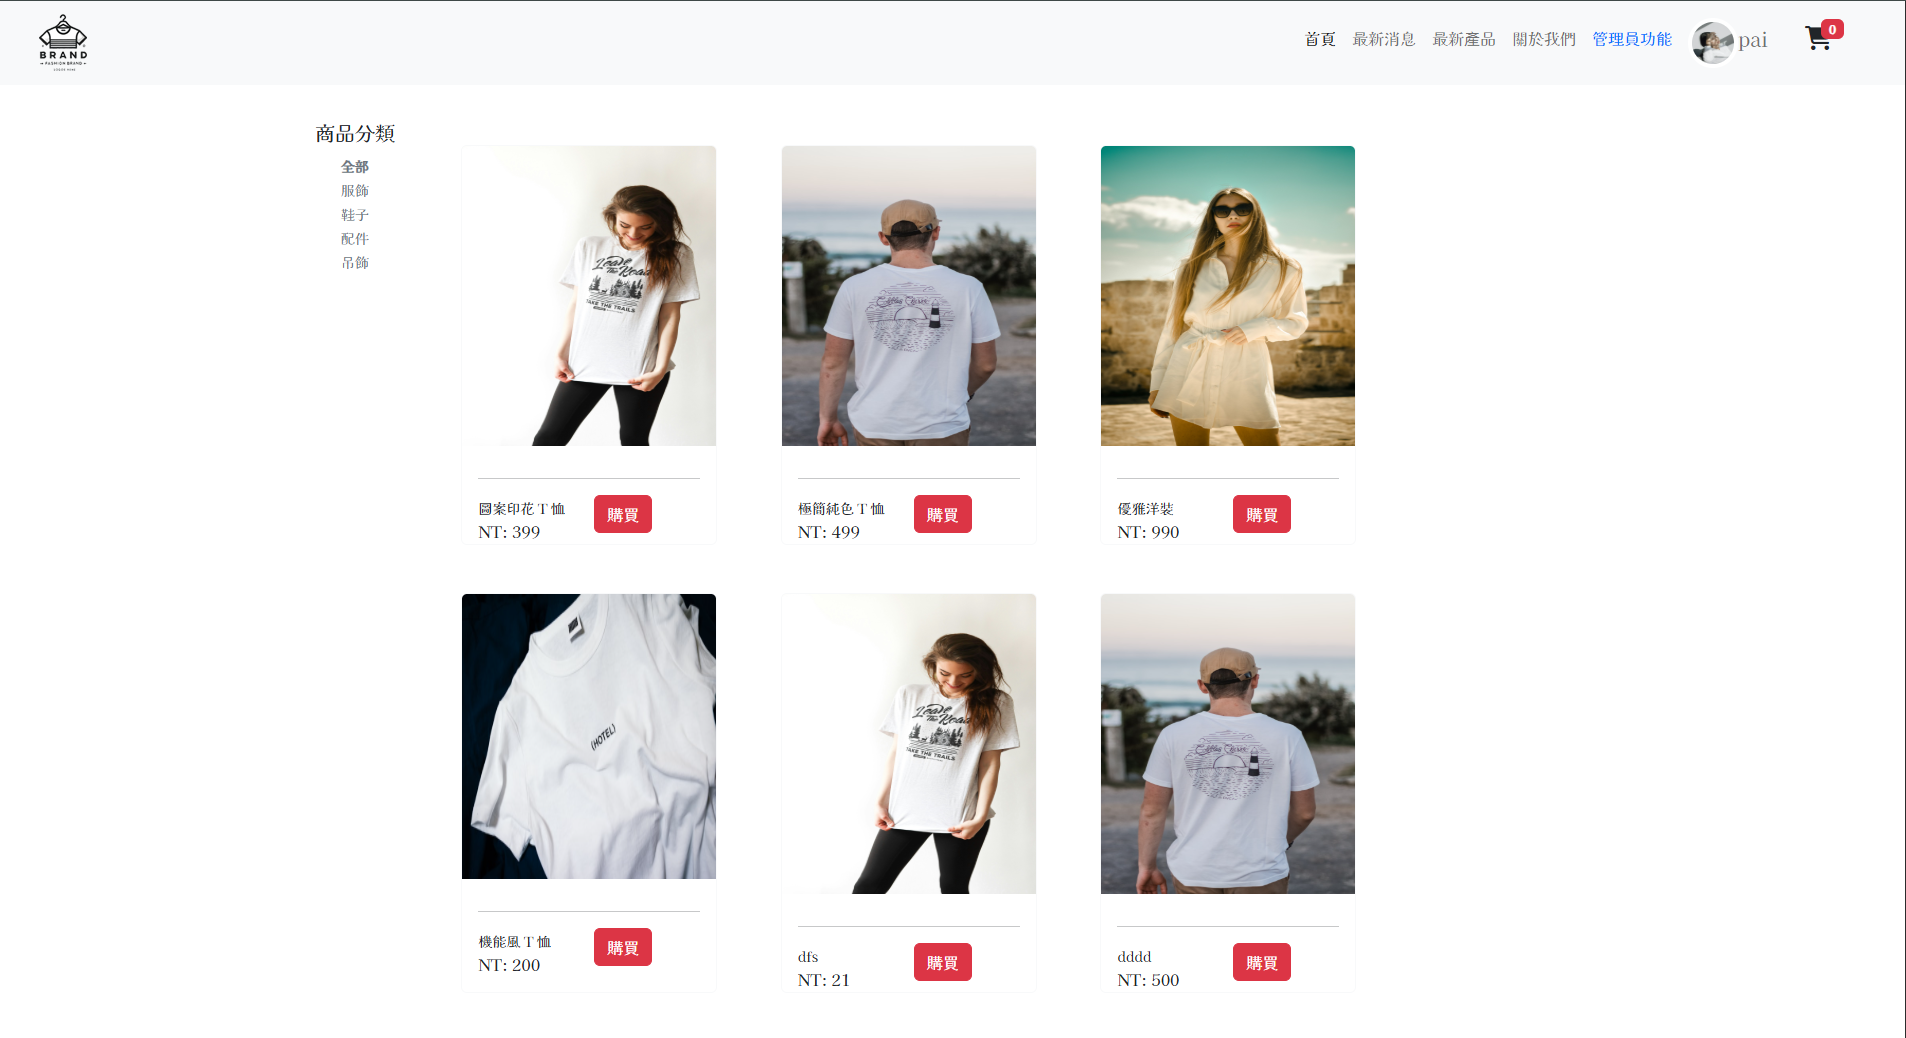 BRAND
FASHION BRAND
首頁 最新消息 最新產品 關於我們 管理員功能 pai 0
商品分類
全部
服飾
鞋子
配件
吊飾
Leave
The Road
TAKE THE TRAILS
圖案印花 T 恤
NT: 399
購買
極簡純色 T 恤
NT: 499
購買
優雅洋裝
NT: 990
購買
(HOTEL)
Leave
The Road
TAKE THE TRAILS
機能風 T 恤
NT: 200
購買
dfs
NT: 21
購買
dddd
NT: 500
購買